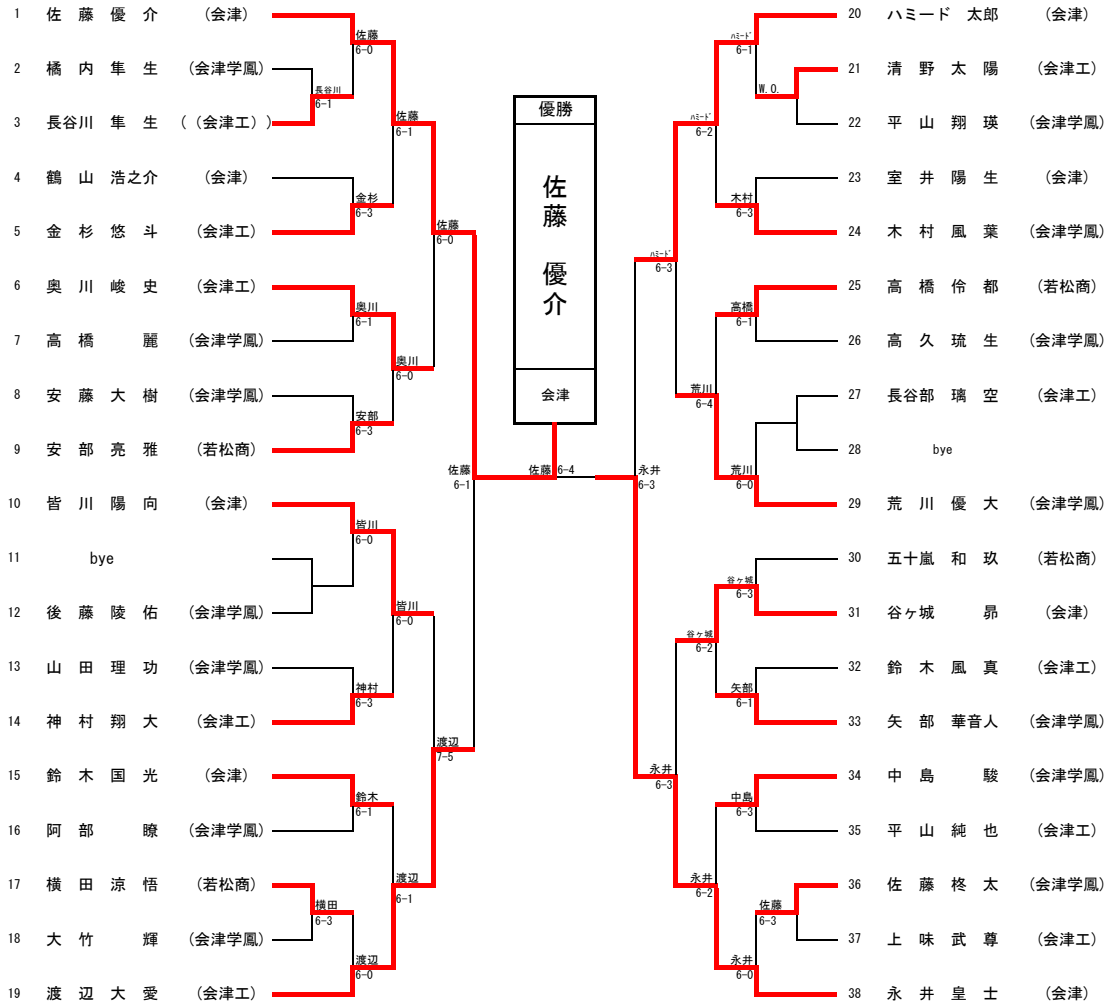 1 佐藤優介 (会津)
2 橘内隼生 (会津学鳳)
3 長谷川隼生 ((会津工))
4 鶴山浩之介 (会津)
5 金杉悠斗 (会津工)
6 奥川峻史 (会津工)
7 高橋麗 (会津学鳳)
8 安藤大樹 (会津学鳳)
9 安部亮雅 (若松商)
10 皆川陽向 (会津)
11 bye
12 後藤陵佑 (会津学鳳)
13 山田理功 (会津学鳳)
14 神村翔大 (会津工)
15 鈴木国光 (会津)
16 阿部暸 (会津学鳳)
17 横田涼悟 (若松商)
18 大竹輝 (会津学鳳)
19 渡辺大愛 (会津工)
佐藤
6-0
長谷川
6-1
佐藤
6-1
金杉
6-3
佐藤
6-0
奥川
6-1
奥川
6-0
安部
6-3
佐藤
6-1
皆川
6-0
皆川
6-0
神村
6-3
渡辺
7-5
鈴木
6-1
渡辺
6-1
横田
6-3
渡辺
6-0
優勝
佐藤 優介
会津
佐藤 6-4
ハミード
6-1
W.O.
ハミード
6-2
木村
6-3
ハミード
6-3
高橋
6-1
荒川
6-4
荒川
6-0
永井
6-3
谷ヶ城
6-3
谷ヶ城
6-2
矢部
6-1
永井
6-3
中島
6-3
永井
6-2
佐藤
6-3
永井
6-0
20 ハミード 太郎 (会津)
21 清野太陽 (会津工)
22 平山翔瑛 (会津学鳳)
23 室井陽生 (会津)
24 木村風葉 (会津学鳳)
25 高橋伶都 (若松商)
26 高久琉生 (会津学鳳)
27 長谷部璃空 (会津工)
28 bye
29 荒川優大 (会津学鳳)
30 五十嵐和玖 (若松商)
31 谷ヶ城昴 (会津)
32 鈴木風真 (会津工)
33 矢部華音人 (会津学鳳)
34 中島駿 (会津学鳳)
35 平山純也 (会津工)
36 佐藤柊太 (会津学鳳)
37 上味武尊 (会津工)
38 永井皇士 (会津)